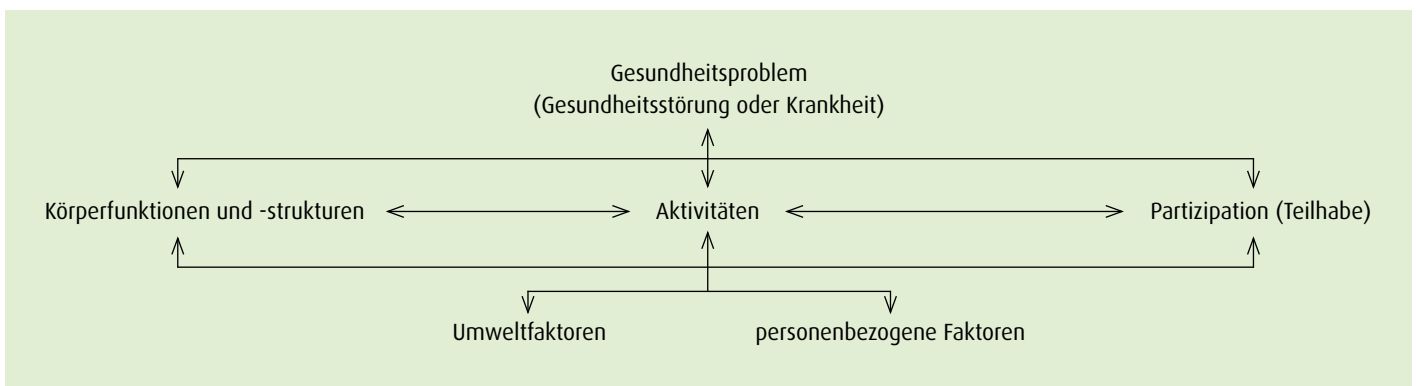 Gesundheitsproblem
(Gesundheitsstörung oder Krankheit)
Körperfunktionen und -strukturen
Aktivitäten
Partizipation (Teilhabe)
Umweltfaktoren
personenbezogene Faktoren